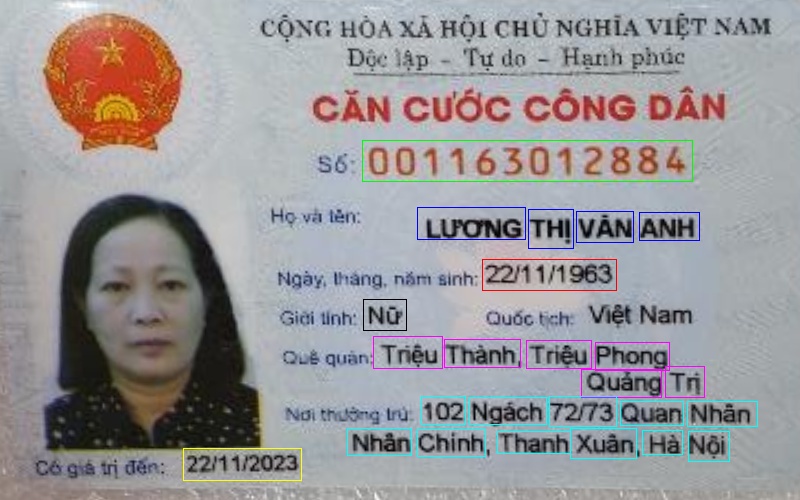 CỘNG HÒA XÃ HỘI CHỦ NGHĨA VIỆT NAM
Độc lập - Tự do - Hạnh phúc
CĂN CƯỚC CÔNG DÂN
Số: 001163012884
Họ và tên: LƯƠNG THỊ VÂN ANH
Ngày, tháng, năm sinh: 22/11/1963
Giới tính: Nữ Quốc tịch: Việt Nam
Quê quán: Triệu Thành, Triệu Phong
Quảng Trị
Nơi thường trú: 102 Ngách 72/73 Quan Nhân
Nhân Chính, Thanh Xuân, Hà Nội
Có giá trị đến: 22/11/2023